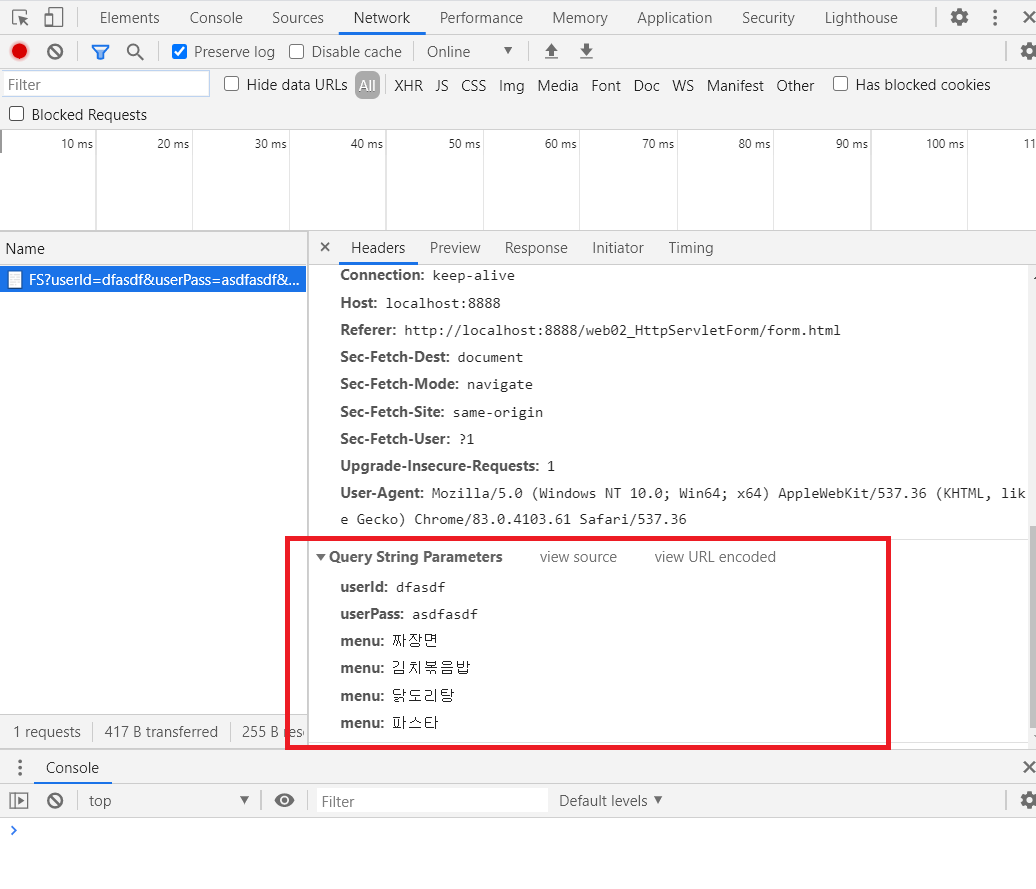 Elements Console Sources Network Performance Memory Application Security Lighthouse
Preserve log Disable cache Online
Filter Hide data URLs All XHR JS CSS Img Media Font Doc WS Manifest Other Has blocked cookies
Blocked Requests
10 ms 20 ms 30 ms 40 ms 50 ms 60 ms 70 ms 80 ms 90 ms 100 ms 11
Name
Headers Preview Response Initiator Timing
FS?userId=dfasdf&userPass=asdfasdf&...
Connection: keep-alive
Host: localhost:8888
Referer: http://localhost:8888/web02_HttpServletForm/form.html
Sec-Fetch-Dest: document
Sec-Fetch-Mode: navigate
Sec-Fetch-Site: same-origin
Sec-Fetch-User: ?1
Upgrade-Insecure-Requests: 1
User-Agent: Mozilla/5.0 (Windows NT 10.0; Win64; x64) AppleWebKit/537.36 (KHTML, lik
e Gecko) Chrome/83.0.4103.61 Safari/537.36
Query String Parameters view source view URL encoded
userId: dfasdf
userPass: asdfasdf
menu: 짜장면
menu: 김치볶음밥
menu: 닭도리탕
menu: 파스타
1 requests 417 B transferred 255 B res
Console
top Filter Default levels